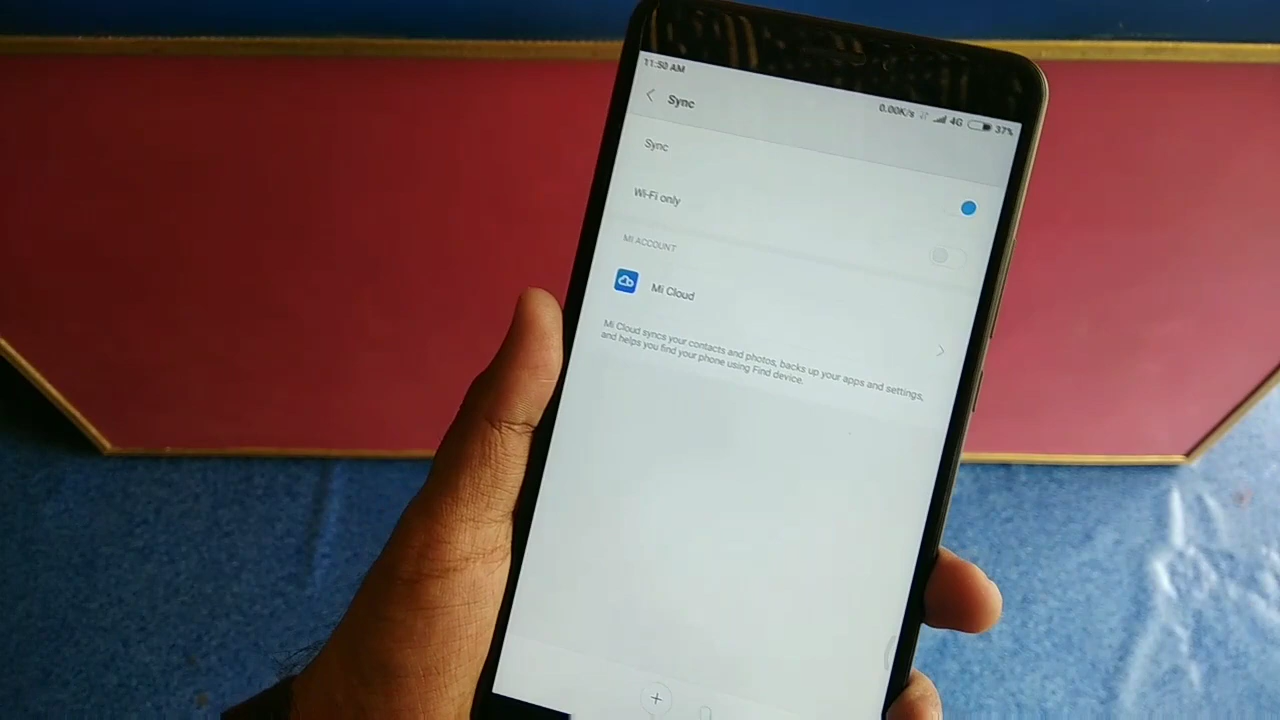 11:50 AM
0.00K/s 4G 37%
Sync
Sync
Wi-Fi only
MI ACCOUNT
Mi Cloud
Mi Cloud syncs your contacts and photos, backs up your apps and settings,
and helps you find your phone using Find device.